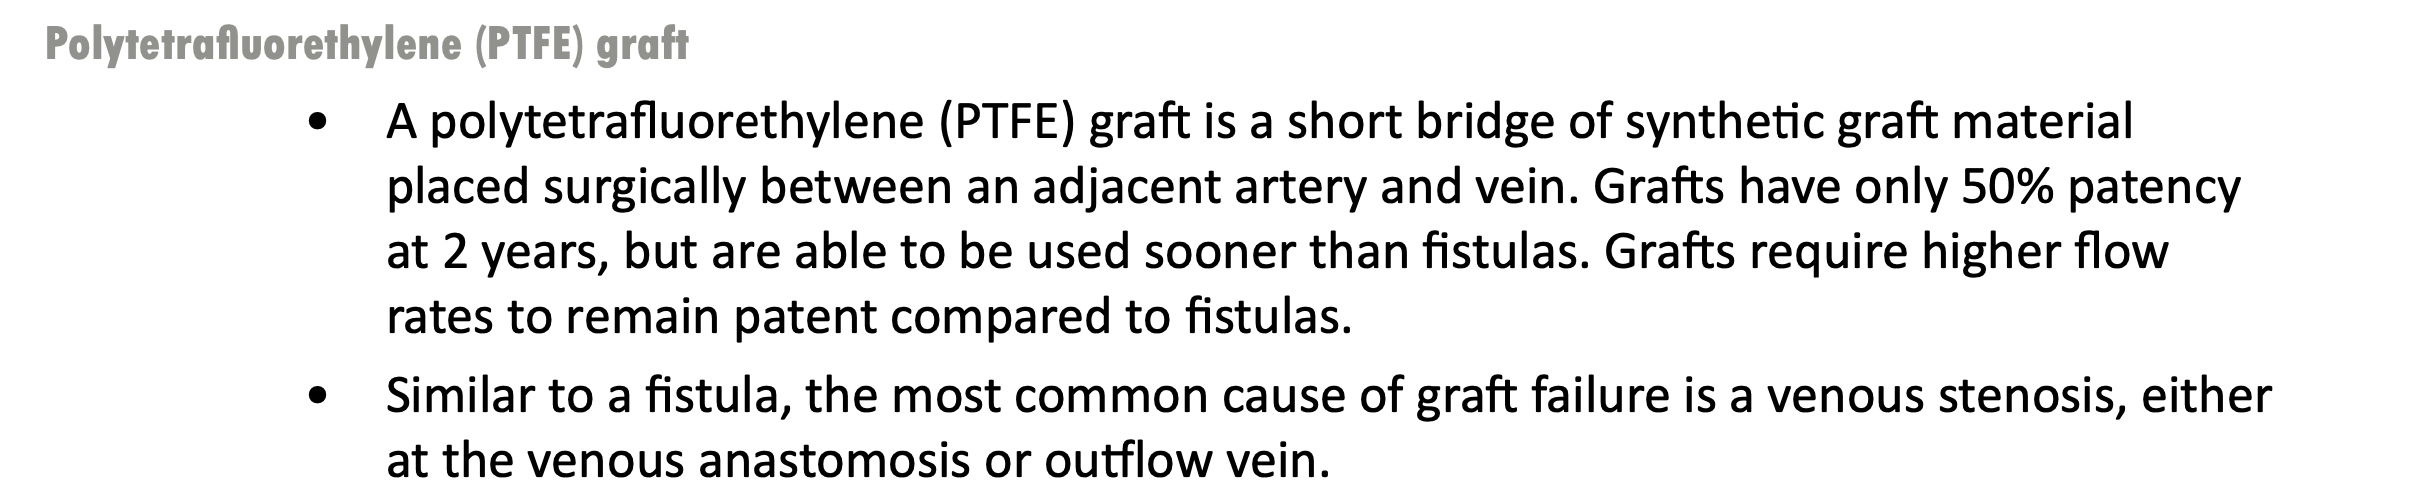 Polytetrafluorethylene (PTFE) graft
• A polytetrafluorethylene (PTFE) graft is a short bridge of synthetic graft material
placed surgically between an adjacent artery and vein. Grafts have only 50% patency
at 2 years, but are able to be used sooner than fistulas. Grafts require higher flow
rates to remain patent compared to fistulas.
• Similar to a fistula, the most common cause of graft failure is a venous stenosis, either
at the venous anastomosis or outflow vein.